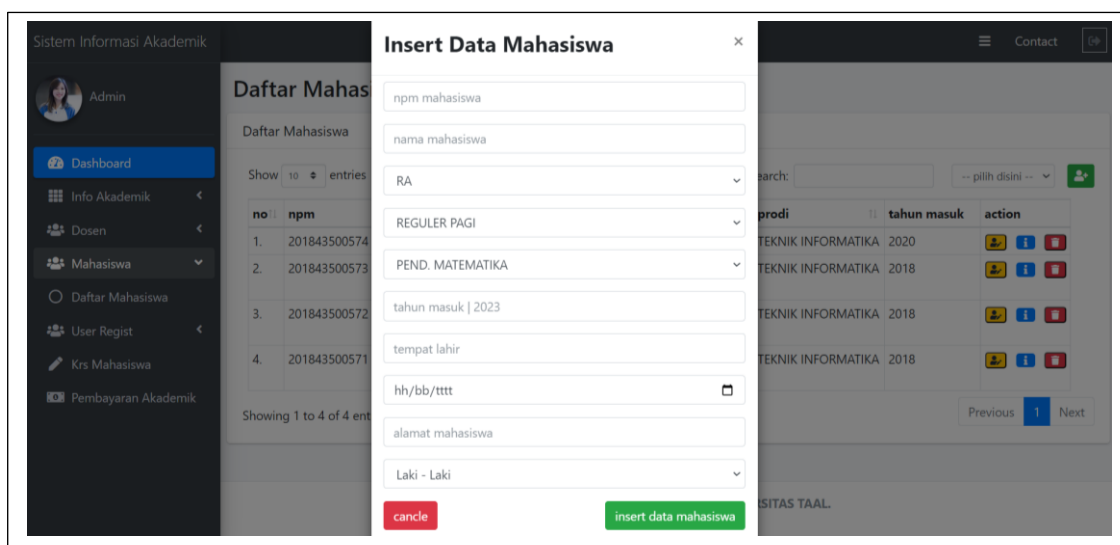 Sistem Informasi Akademik
Contact
Admin
Dashboard
Info Akademik
Dosen
Mahasiswa
Daftar Mahasiswa
User Regist
Krs Mahasiswa
Pembayaran Akademik
Daftar Mahas
Daftar Mahasiswa
Show 10 entries
earch:
-- pilih disini --
no npm prodi tahun masuk action
1. 201843500574 TEKNIK INFORMATIKA 2020
2. 201843500573 TEKNIK INFORMATIKA 2018
3. 201843500572 TEKNIK INFORMATIKA 2018
4. 201843500571 TEKNIK INFORMATIKA 2018
Showing 1 to 4 of 4 ent
Previous 1 Next
SITAS TAAL.
Insert Data Mahasiswa ×
npm mahasiswa
nama mahasiswa
RA
REGULER PAGI
PEND. MATEMATIKA
tahun masuk | 2023
tempat lahir
hh/bb/tttt
alamat mahasiswa
Laki - Laki
cancle
insert data mahasiswa